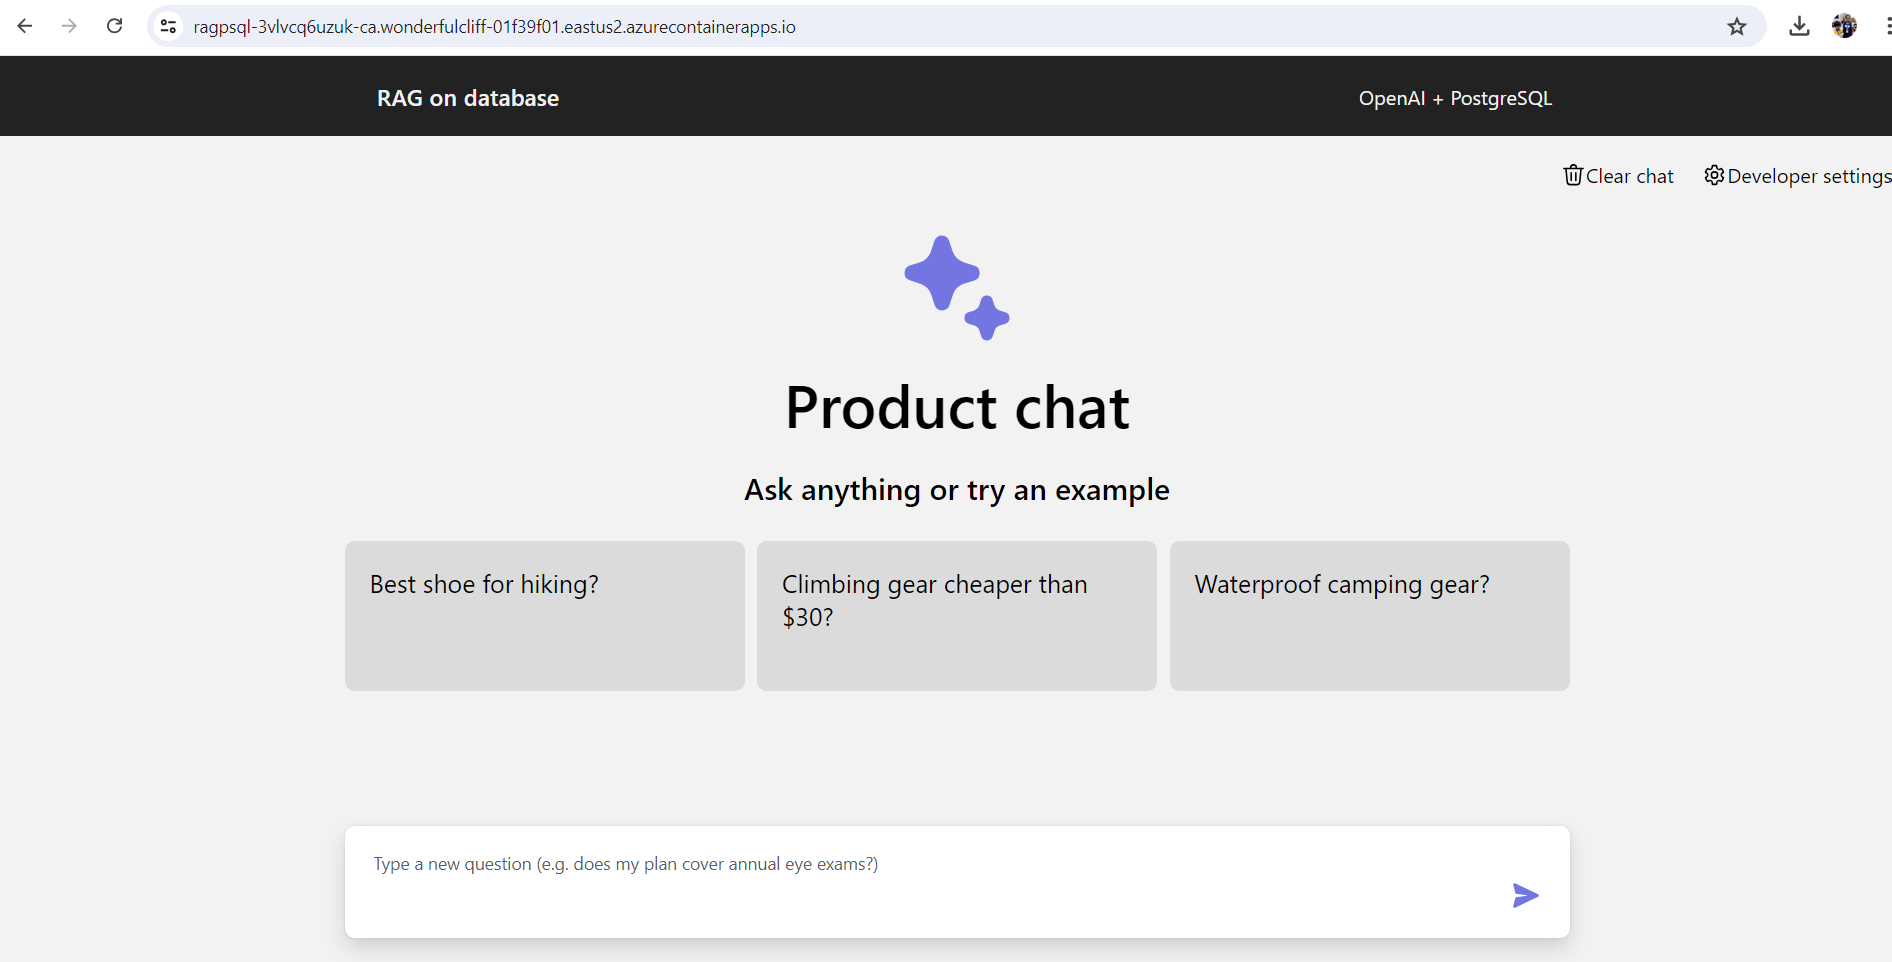 ragpsql-3vlvcq6uzuk-ca.wonderfulcliff-01f39f01.eastus2.azurecontainerapps.io
RAG on database
OpenAI + PostgreSQL
Clear chat
Developer settings
Product chat
Ask anything or try an example
Best shoe for hiking?
Climbing gear cheaper than
$30?
Waterproof camping gear?
Type a new question (e.g. does my plan cover annual eye exams?)